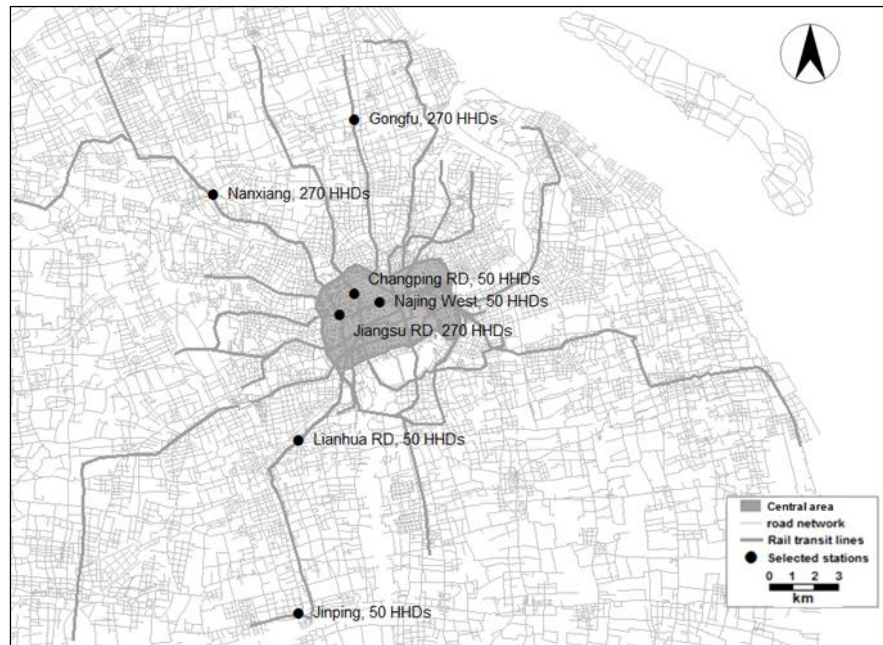 Gongfu, 270 HHDs
Nanxiang, 270 HHDs
Changping RD, 50 HHDs
Najing West, 50 HHDs
Jiangsu RD, 270 HHDs
Lianhua RD, 50 HHDs
Jinping, 50 HHDs
Central area
road network
Rail transit lines
Selected stations
0 1 2 3
km